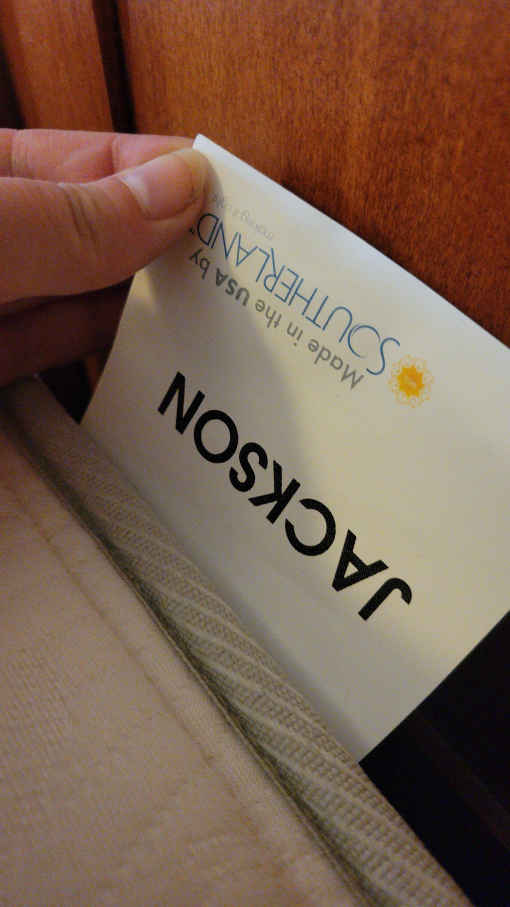 JACKSON
Made in the USA by
SOUTHERLAND